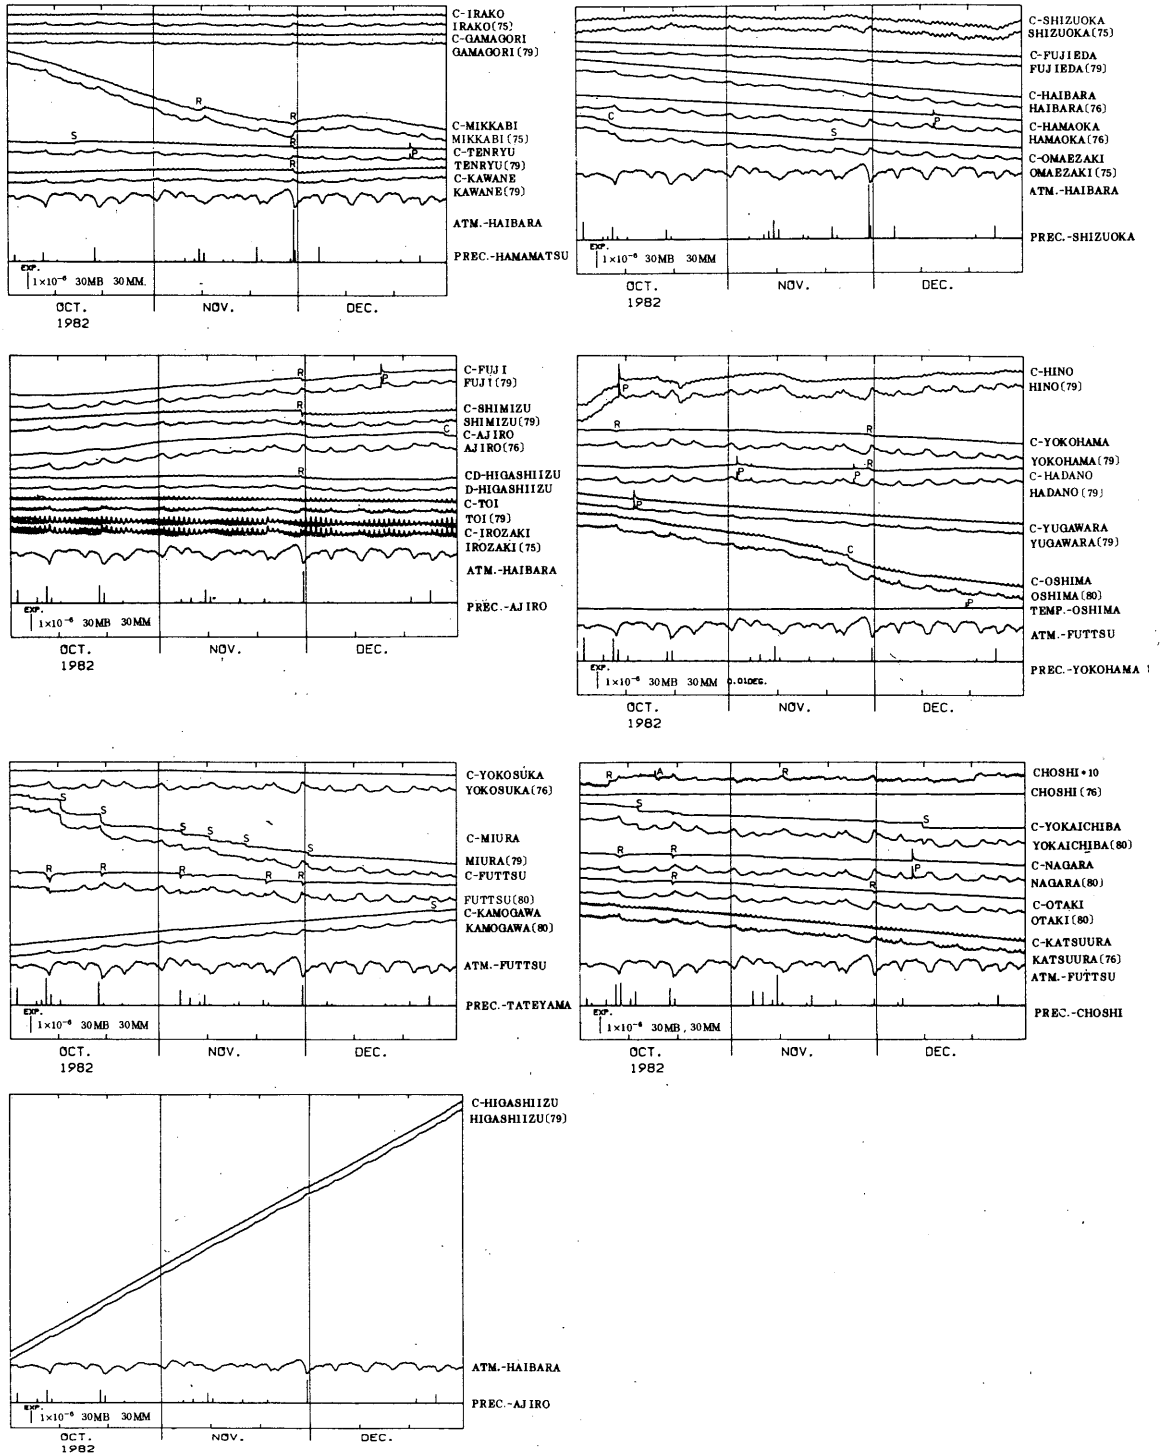 C-IRAKO
IRAKO(75)
C-GAMAGORI
GAMAGORI(79)
R
R
C-MIKKABI
S
R
MIKKABI(75)
C-TENRYU
P
R
TENRYU(79)
C-KAWANE
KAWANE(79)
ATM.-HAIBARA
PREC.-HAMAMATSU
EXP.
1×10⁻⁶ 30MB 30MM.
OCT. NOV. DEC.
1982
C-SHIZUOKA
SHIZUOKA(75)
C-FUJIEDA
FUJIEDA(79)
C-HAIBARA
HAIBARA(76)
C
P
C-HAMAOKA
S
HAMAOKA(76)
C-OMAEZAKI
OMAEZAKI(75)
ATM.-HAIBARA
PREC.-SHIZUOKA
EXP.
1×10⁻⁶ 30MB 30MM
OCT. NOV. DEC.
1982
C-FUJI
R
P
FUJI(79)
C-SHIMIZU
R
SHIMIZU(79)
C
C-AJIRO
AJIRO(76)
R
CD-HIGASHIIZU
D-HIGASHIIZU
C-TOI
TOI(79)
C-IROZAKI
IROZAKI(75)
ATM.-HAIBARA
PREC.-AJIRO
EXP.
1×10⁻⁶ 30MB 30MM
OCT. NOV. DEC.
1982
C-HINO
P
HINO(79)
R
R
C-YOKOHAMA
R
YOKOHAMA(79)
P
P
C-HADANO
HADANO(79)
P
C-YUGAWARA
YUGAWARA(79)
C
C-OSHIMA
OSHIMA(80)
P
TEMP.-OSHIMA
ATM.-FUTTSU
PREC.-YOKOHAMA
EXP.
1×10⁻⁶ 30MB 30MM 0.01DEG.
OCT. NOV. DEC.
1982
C-YOKOSUKA
YOKOSUKA(76)
S
S
S
S
S
S
C-MIURA
MIURA(79)
R
R
R
R
R
C-FUTTSU
FUTTSU(80)
S
C-KAMOGAWA
KAMOGAWA(80)
ATM.-FUTTSU
PREC.-TATEYAMA
EXP.
1×10⁻⁶ 30MB 30MM
OCT. NOV. DEC.
1982
R
A
R
CHOSHI*10
CHOSHI(76)
S
S
C-YOKAICHIBA
YOKAICHIBA(80)
R
R
P
C-NAGARA
R
R
NAGARA(80)
C-OTAKI
OTAKI(80)
C-KATSUURA
KATSUURA(76)
ATM.-FUTTSU
PREC.-CHOSHI
EXP.
1×10⁻⁶ 30MB, 30MM
OCT. NOV. DEC.
1982
C-HIGASHIIZU
HIGASHIIZU(79)
ATM.-HAIBARA
PREC.-AJIRO
EXP.
1×10⁻⁶ 30MB 30MM
OCT. NOV. DEC.
1982